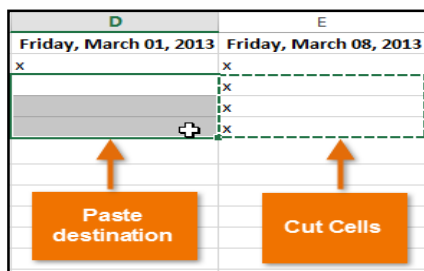 D E
Friday, March 01, 2013 Friday, March 08, 2013
x x
x
x
x
Paste
destination
Cut Cells